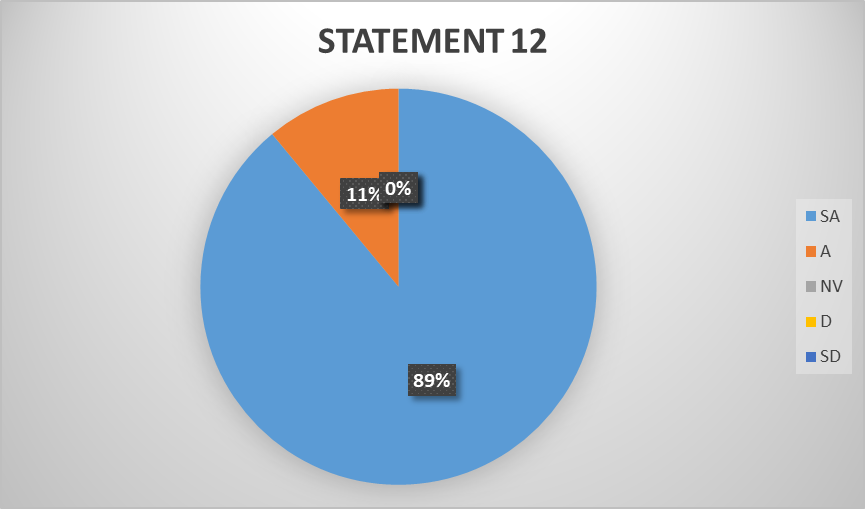 STATEMENT 12
11%
0%
89%
SA
A
NV
D
SD